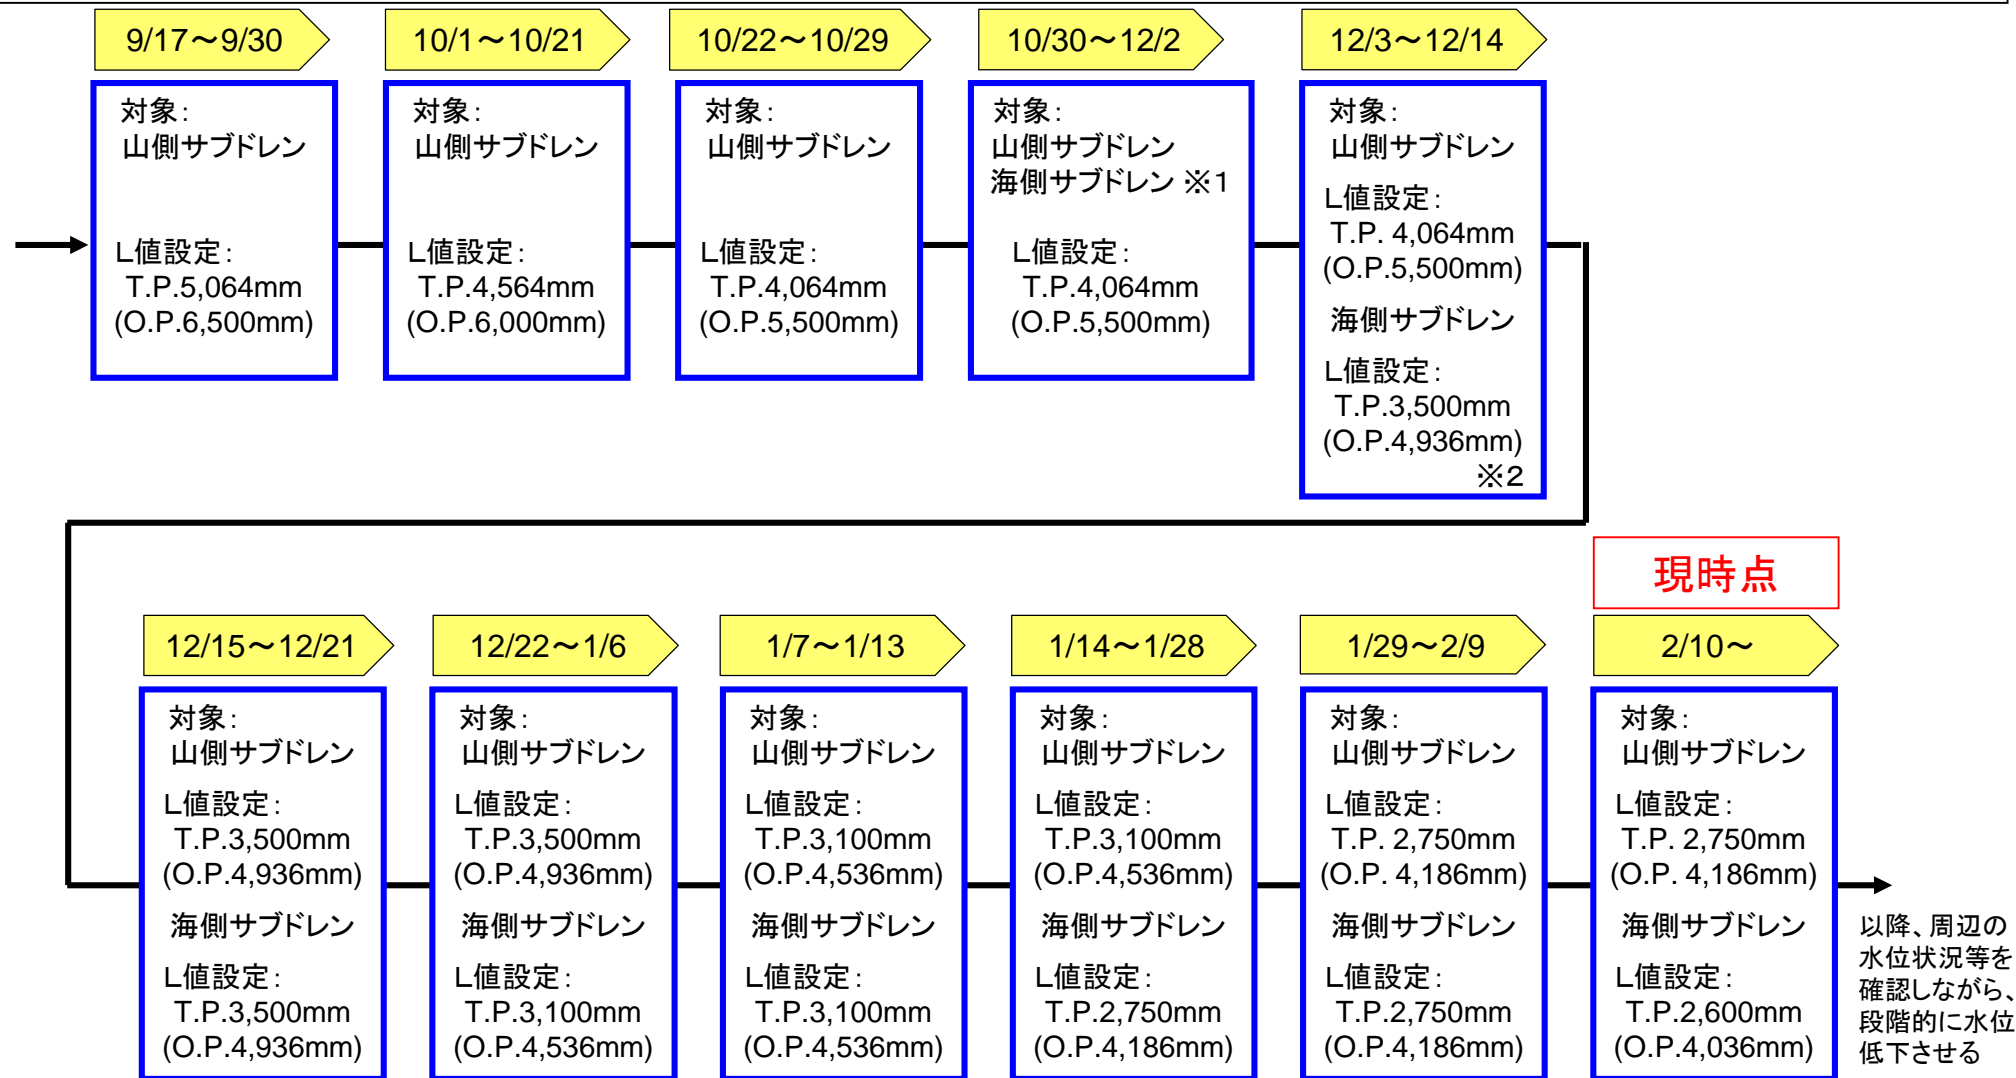 9/17～9/30
対象：
山側サブドレン
L値設定：
T.P.5,064mm
(O.P.6,500mm)
10/1～10/21
対象：
山側サブドレン
L値設定：
T.P.4,564mm
(O.P.6,000mm)
10/22～10/29
対象：
山側サブドレン
L値設定：
T.P.4,064mm
(O.P.5,500mm)
10/30～12/2
対象：
山側サブドレン
海側サブドレン ※1
L値設定：
T.P.4,064mm
(O.P.5,500mm)
12/3～12/14
対象：
山側サブドレン
L値設定：
T.P. 4,064mm
(O.P.5,500mm)
海側サブドレン
L値設定：
T.P.3,500mm
(O.P.4,936mm)
※2
現時点
12/15～12/21
対象：
山側サブドレン
L値設定：
T.P.3,500mm
(O.P.4,936mm)
海側サブドレン
L値設定：
T.P.3,500mm
(O.P.4,936mm)
12/22～1/6
対象：
山側サブドレン
L値設定：
T.P.3,500mm
(O.P.4,936mm)
海側サブドレン
L値設定：
T.P.3,100mm
(O.P.4,536mm)
1/7～1/13
対象：
山側サブドレン
L値設定：
T.P.3,100mm
(O.P.4,536mm)
海側サブドレン
L値設定：
T.P.3,100mm
(O.P.4,536mm)
1/14～1/28
対象：
山側サブドレン
L値設定：
T.P.3,100mm
(O.P.4,536mm)
海側サブドレン
L値設定：
T.P.2,750mm
(O.P.4,186mm)
1/29～2/9
対象：
山側サブドレン
L値設定：
T.P. 2,750mm
(O.P. 4,186mm)
海側サブドレン
L値設定：
T.P.2,750mm
(O.P.4,186mm)
2/10～
対象：
山側サブドレン
L値設定：
T.P. 2,750mm
(O.P. 4,186mm)
海側サブドレン
L値設定：
T.P.2,600mm
(O.P.4,036mm)
以降、周辺の
水位状況等を
確認しながら、
段階的に水位
低下させる